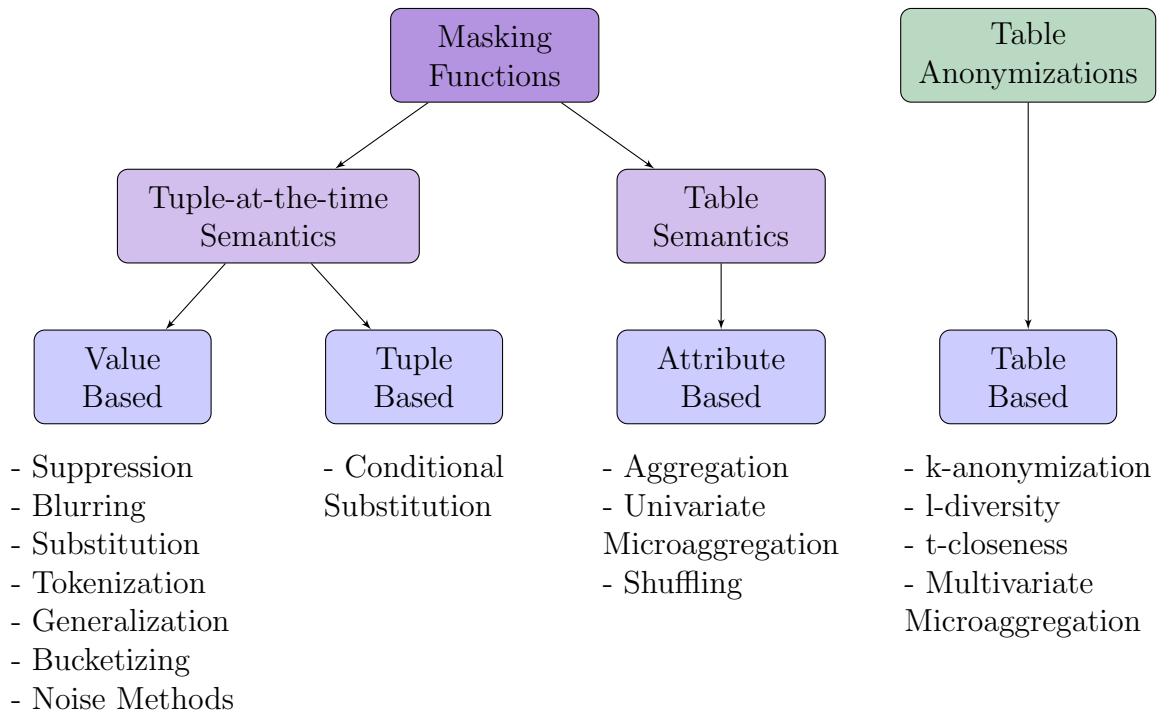 Masking
Functions
Table
Anonymizations
Tuple-at-the-time
Semantics
Table
Semantics
Value
Based
Tuple
Based
Attribute
Based
Table
Based
- Suppression
- Blurring
- Substitution
- Tokenization
- Generalization
- Bucketizing
- Noise Methods
- Conditional
Substitution
- Aggregation
- Univariate
Microaggregation
- Shuffling
- k-anonymization
- l-diversity
- t-closeness
- Multivariate
Microaggregation